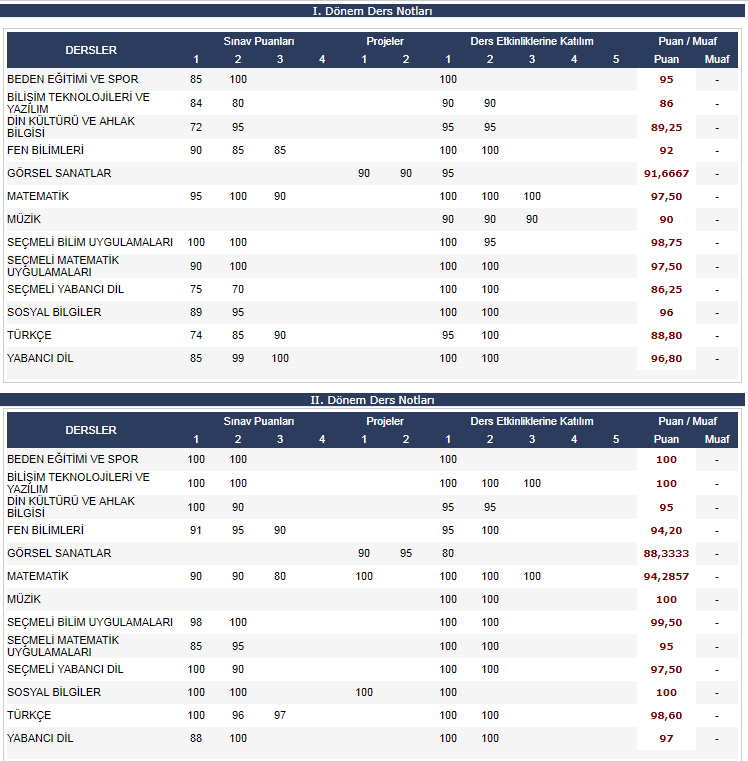 I. Dönem Ders Notları
DERSLER Sınav Puanları Projeler Ders Etkinliklerine Katılım Puan / Muaf
1 2 3 4 1 2 1 2 3 4 5 Puan Muaf
BEDEN EĞİTİMİ VE SPOR 85 100 100 95 -
BİLİŞİM TEKNOLOJİLERİ VE
YAZILIM 84 80 90 90 86 -
DİN KÜLTÜRÜ VE AHLAK
BİLGİSİ 72 95 95 95 89,25 -
FEN BİLİMLERİ 90 85 85 100 100 92 -
GÖRSEL SANATLAR 90 90 95 91,6667 -
MATEMATİK 95 100 90 100 100 100 97,50 -
MÜZİK 90 90 90 90 -
SEÇMELİ BİLİM UYGULAMALARI 100 100 100 95 98,75 -
SEÇMELİ MATEMATİK
UYGULAMALARI 90 100 100 100 97,50 -
SEÇMELİ YABANCI DİL 75 70 100 100 86,25 -
SOSYAL BİLGİLER 89 95 100 100 96 -
TÜRKÇE 74 85 90 95 100 88,80 -
YABANCI DİL 85 99 100 100 100 96,80 -
II. Dönem Ders Notları
DERSLER Sınav Puanları Projeler Ders Etkinliklerine Katılım Puan / Muaf
1 2 3 4 1 2 1 2 3 4 5 Puan Muaf
BEDEN EĞİTİMİ VE SPOR 100 100 100 100 -
BİLİŞİM TEKNOLOJİLERİ VE
YAZILIM 100 100 100 100 100 100 -
DİN KÜLTÜRÜ VE AHLAK
BİLGİSİ 100 90 95 95 95 -
FEN BİLİMLERİ 91 95 90 95 100 94,20 -
GÖRSEL SANATLAR 90 95 80 88,3333 -
MATEMATİK 90 90 80 100 100 100 100 94,2857 -
MÜZİK 100 100 100 -
SEÇMELİ BİLİM UYGULAMALARI 98 100 100 100 99,50 -
SEÇMELİ MATEMATİK
UYGULAMALARI 85 95 100 100 95 -
SEÇMELİ YABANCI DİL 100 90 100 100 97,50 -
SOSYAL BİLGİLER 100 100 100 100 100 -
TÜRKÇE 100 96 97 100 100 98,60 -
YABANCI DİL 88 100 100 100 97 -